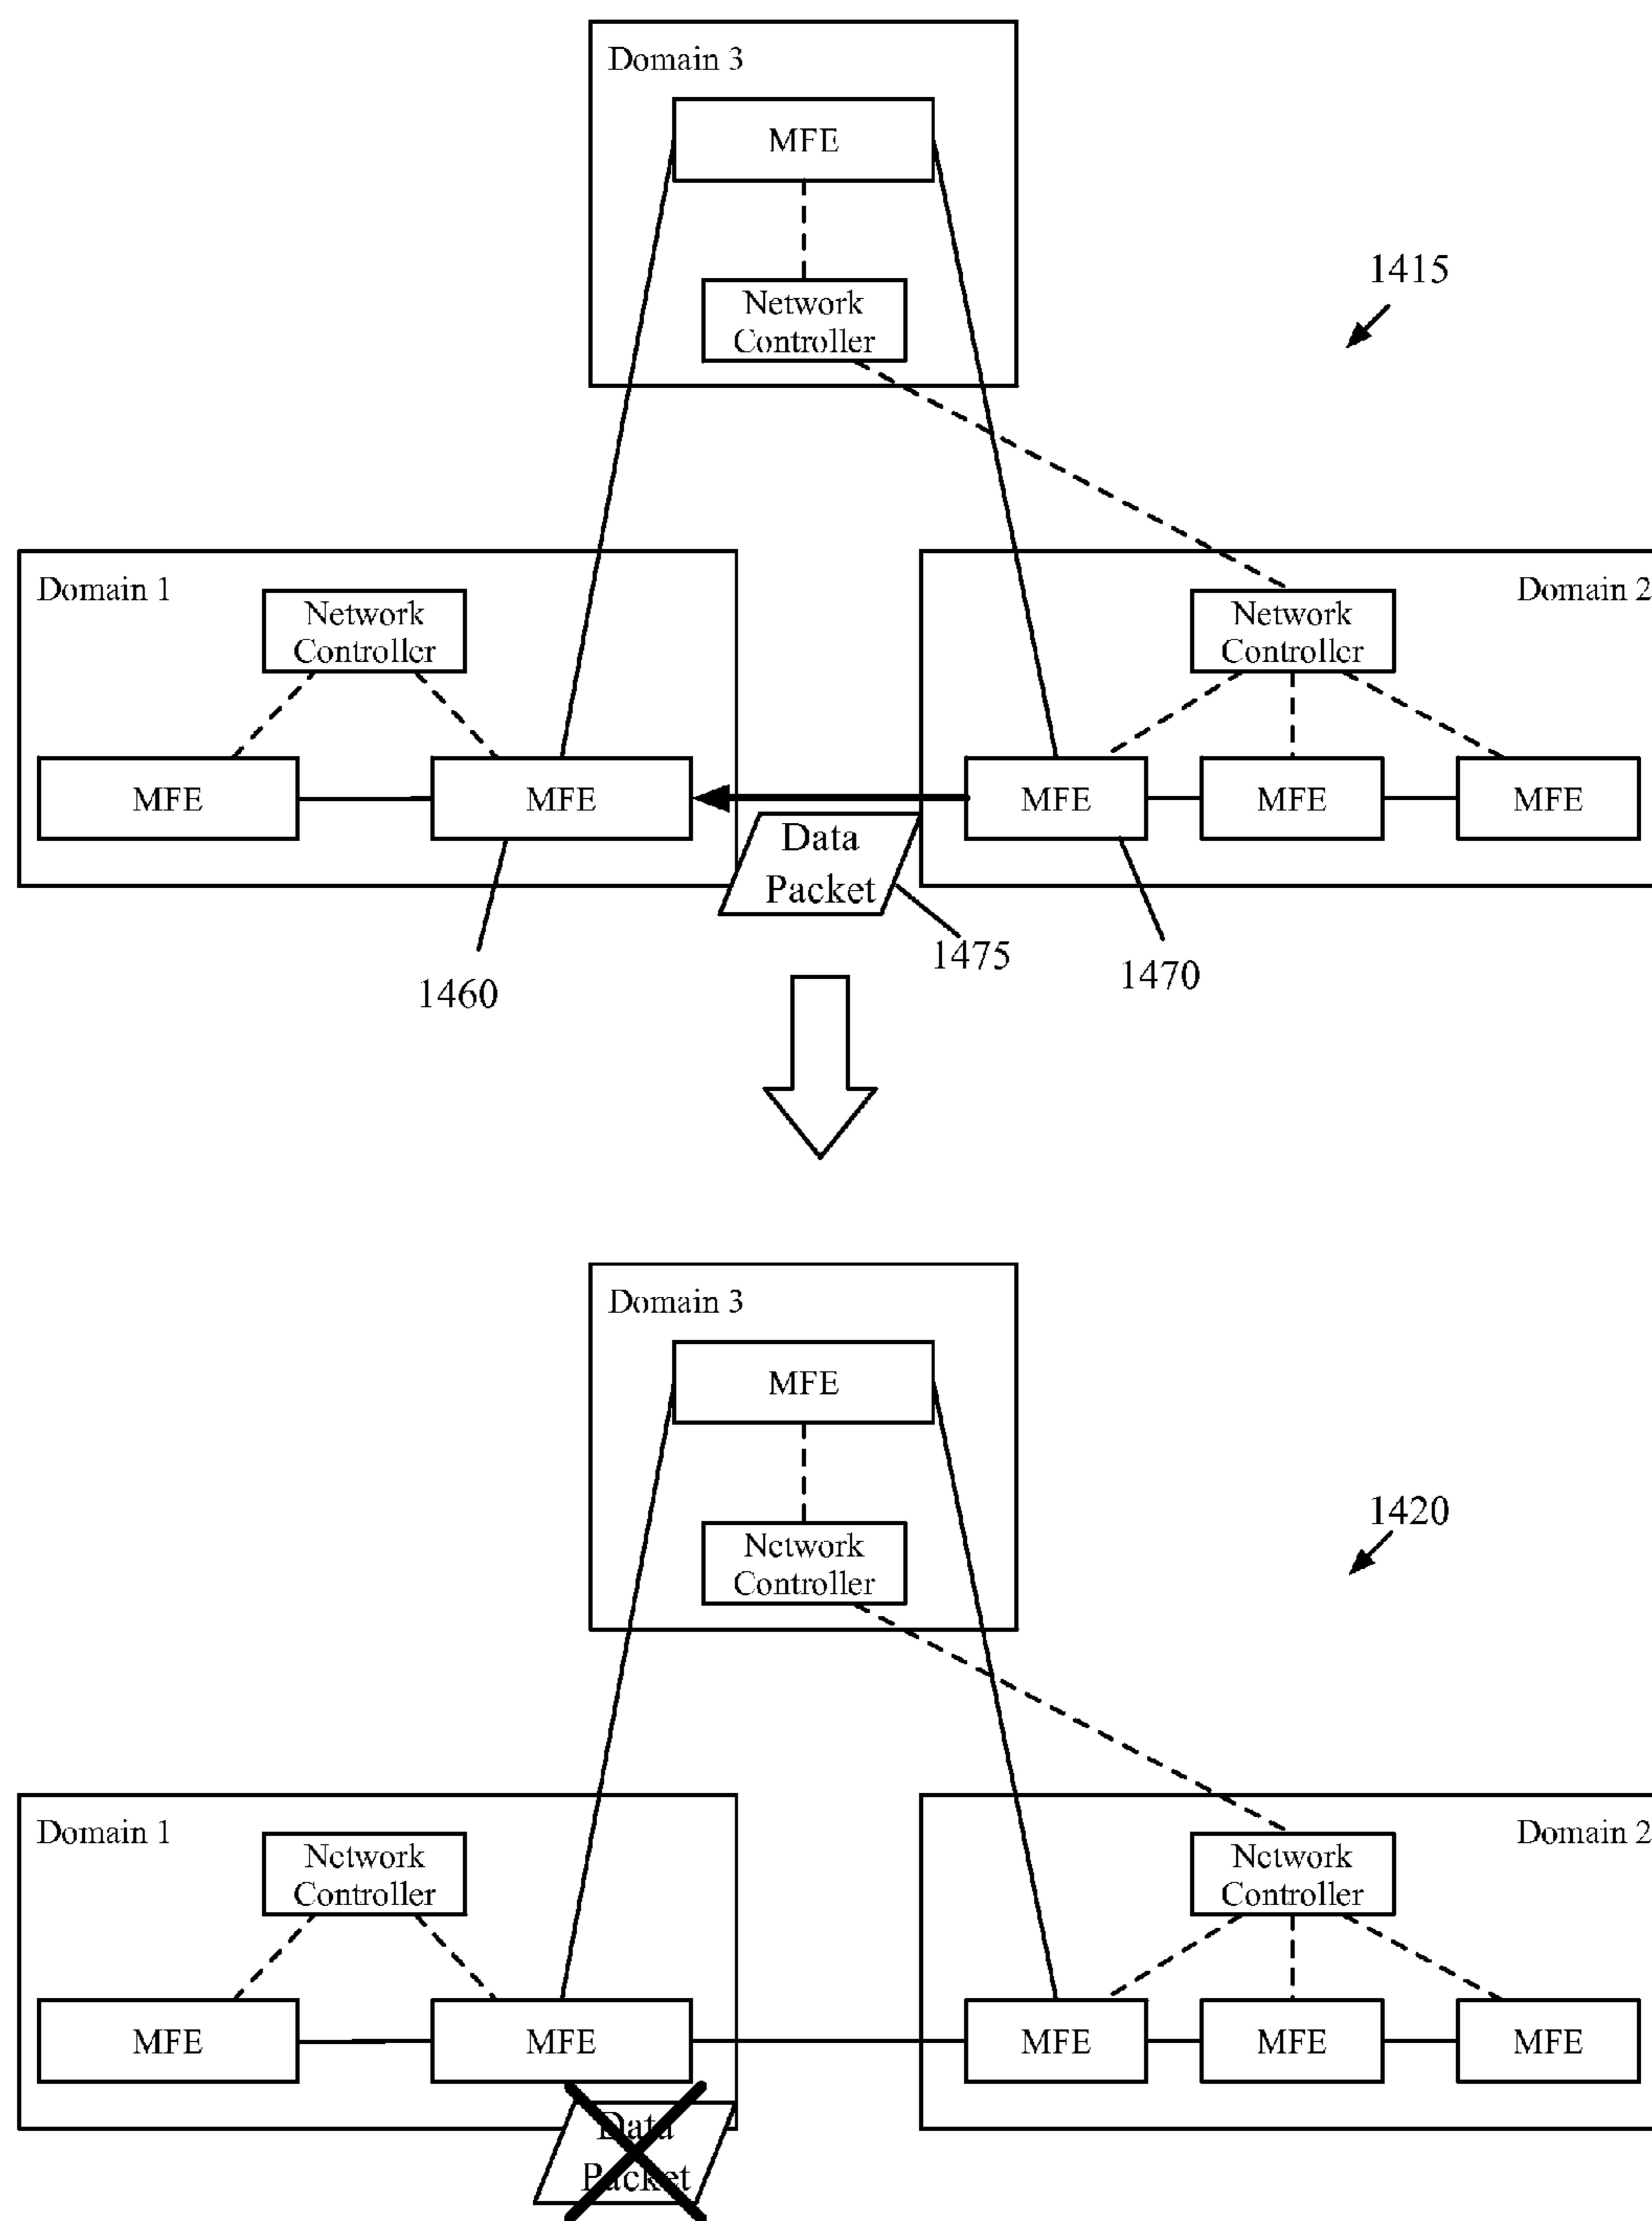 Domain 3
MFE
Network
Controller
1415
Domain 1
Network
Controller
Domain 2
Network
Controller
MFE
MFE
MFE
MFE
MFE
Data
Packet
1475
1470
1460
Domain 3
MFE
Network
Controller
1420
Domain 1
Network
Controller
Domain 2
Network
Controller
MFE
MFE
MFE
MFE
MFE
Data
Packet